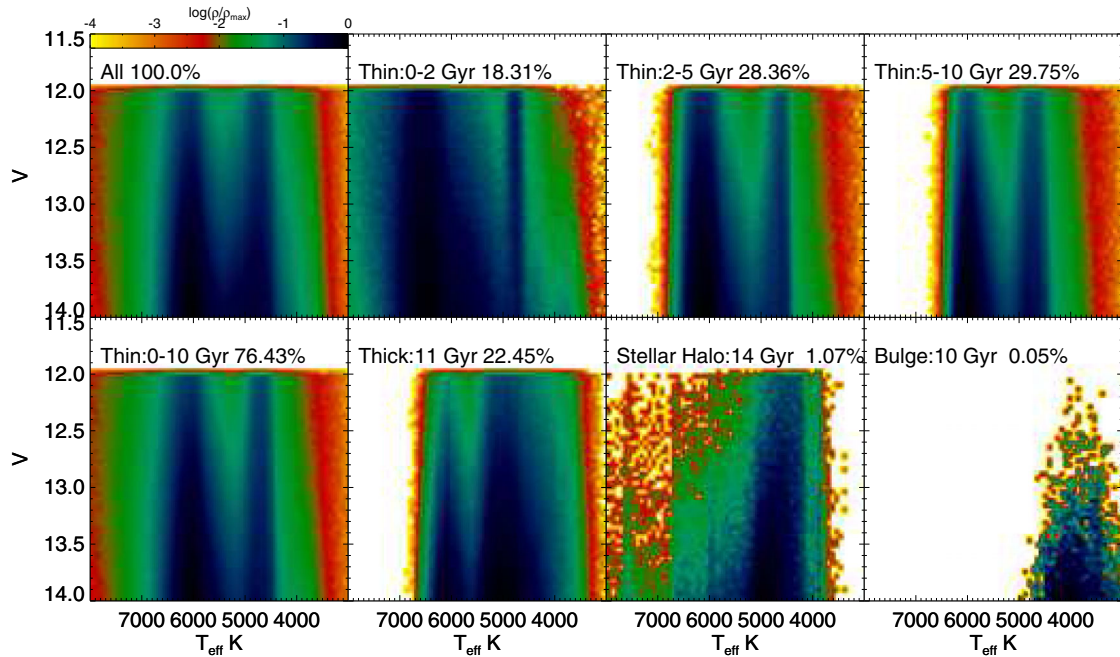 log(ρ/ρmax)
-4 -3 -2 -1 0
11.5
All 100.0% Thin:0-2 Gyr 18.31% Thin:2-5 Gyr 28.36% Thin:5-10 Gyr 29.75%
12.0
12.5
V
13.0
13.5
14.0
11.5
Thin:0-10 Gyr 76.43% Thick:11 Gyr 22.45% Stellar Halo:14 Gyr 1.07% Bulge:10 Gyr 0.05%
12.0
12.5
V
13.0
13.5
14.0
7000 6000 5000 4000 7000 6000 5000 4000 7000 6000 5000 4000 7000 6000 5000 4000
Teff K Teff K Teff K Teff K